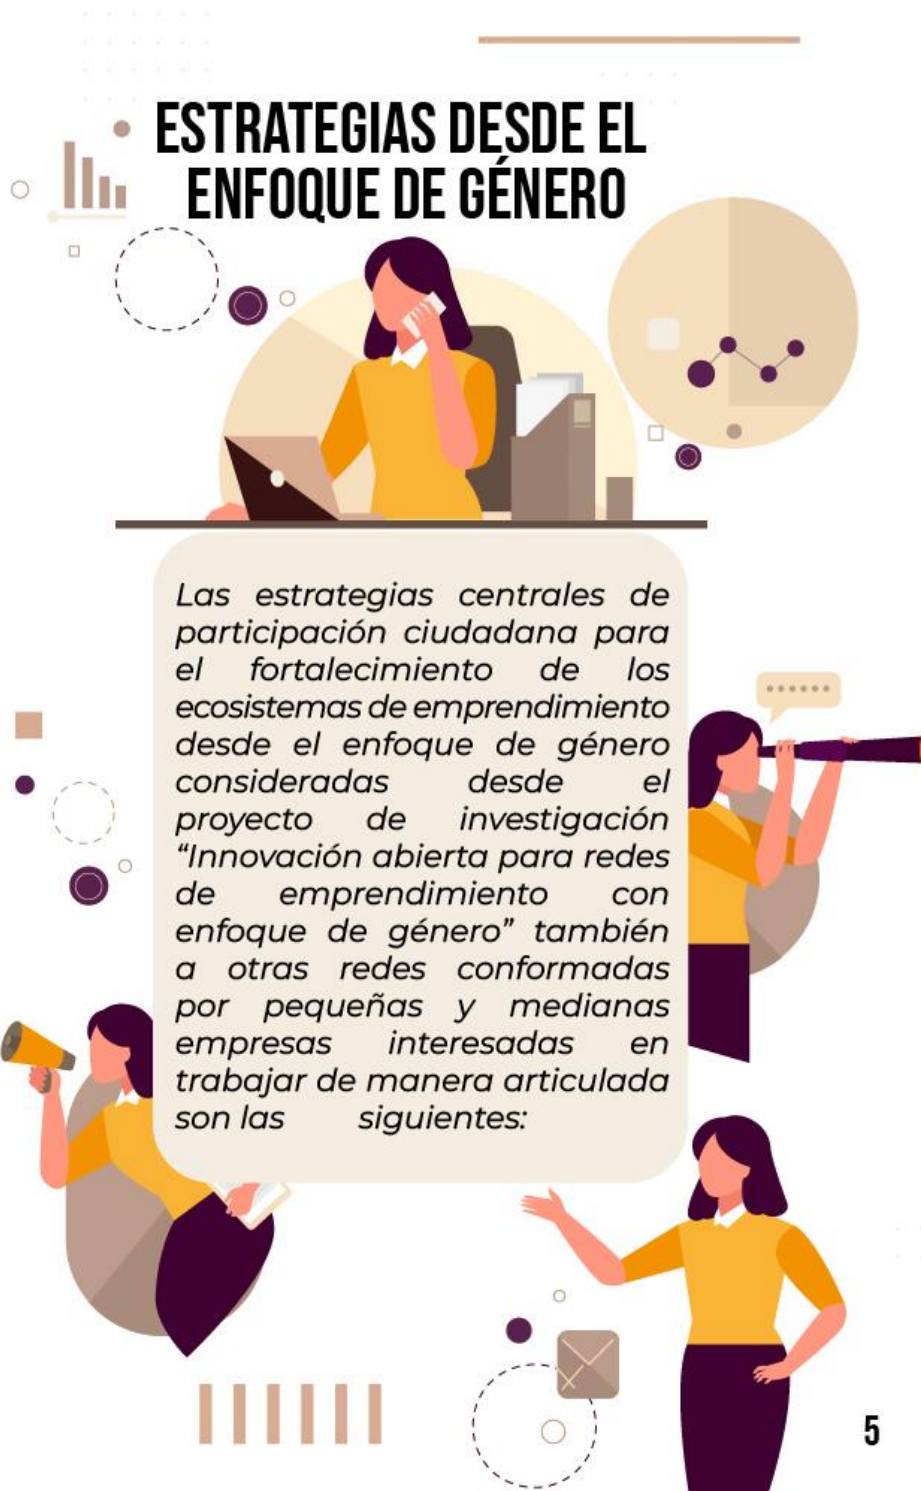 ESTRATEGIAS DESDE EL
ENFOQUE DE GÉNERO
Las estrategias centrales de
participación ciudadana para
el fortalecimiento de los
ecosistemas de emprendimiento
desde el enfoque de género
consideradas desde el
proyecto de investigación
“Innovación abierta para redes
de emprendimiento con
enfoque de género” también
a otras redes conformadas
por pequeñas y medianas
empresas interesadas en
trabajar de manera articulada
son las siguientes:
5